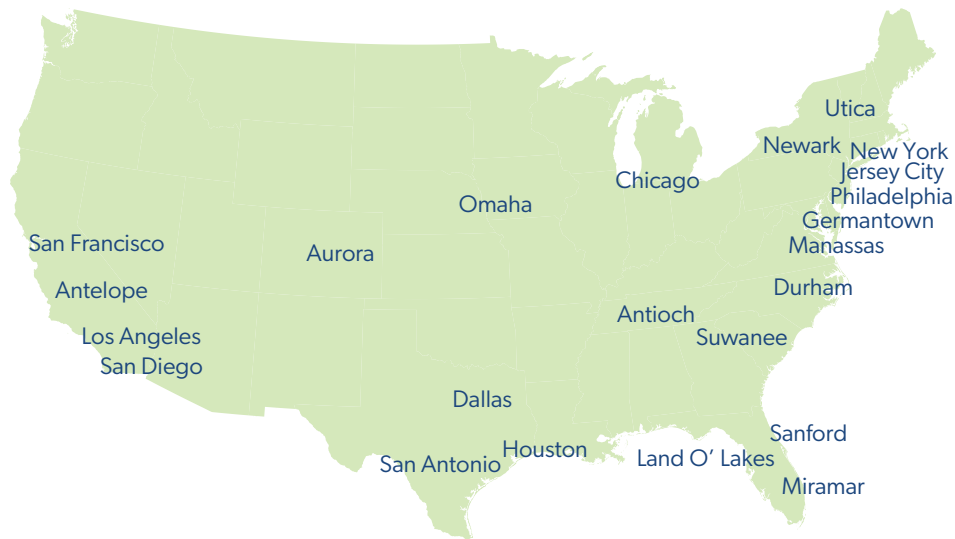 Utica
Newark
New York
Jersey City
Chicago
Philadelphia
Omaha
Germantown
San Francisco
Manassas
Aurora
Antelope
Durham
Antioch
Los Angeles
Suwanee
San Diego
Dallas
Sanford
Houston
Land O’ Lakes
San Antonio
Miramar